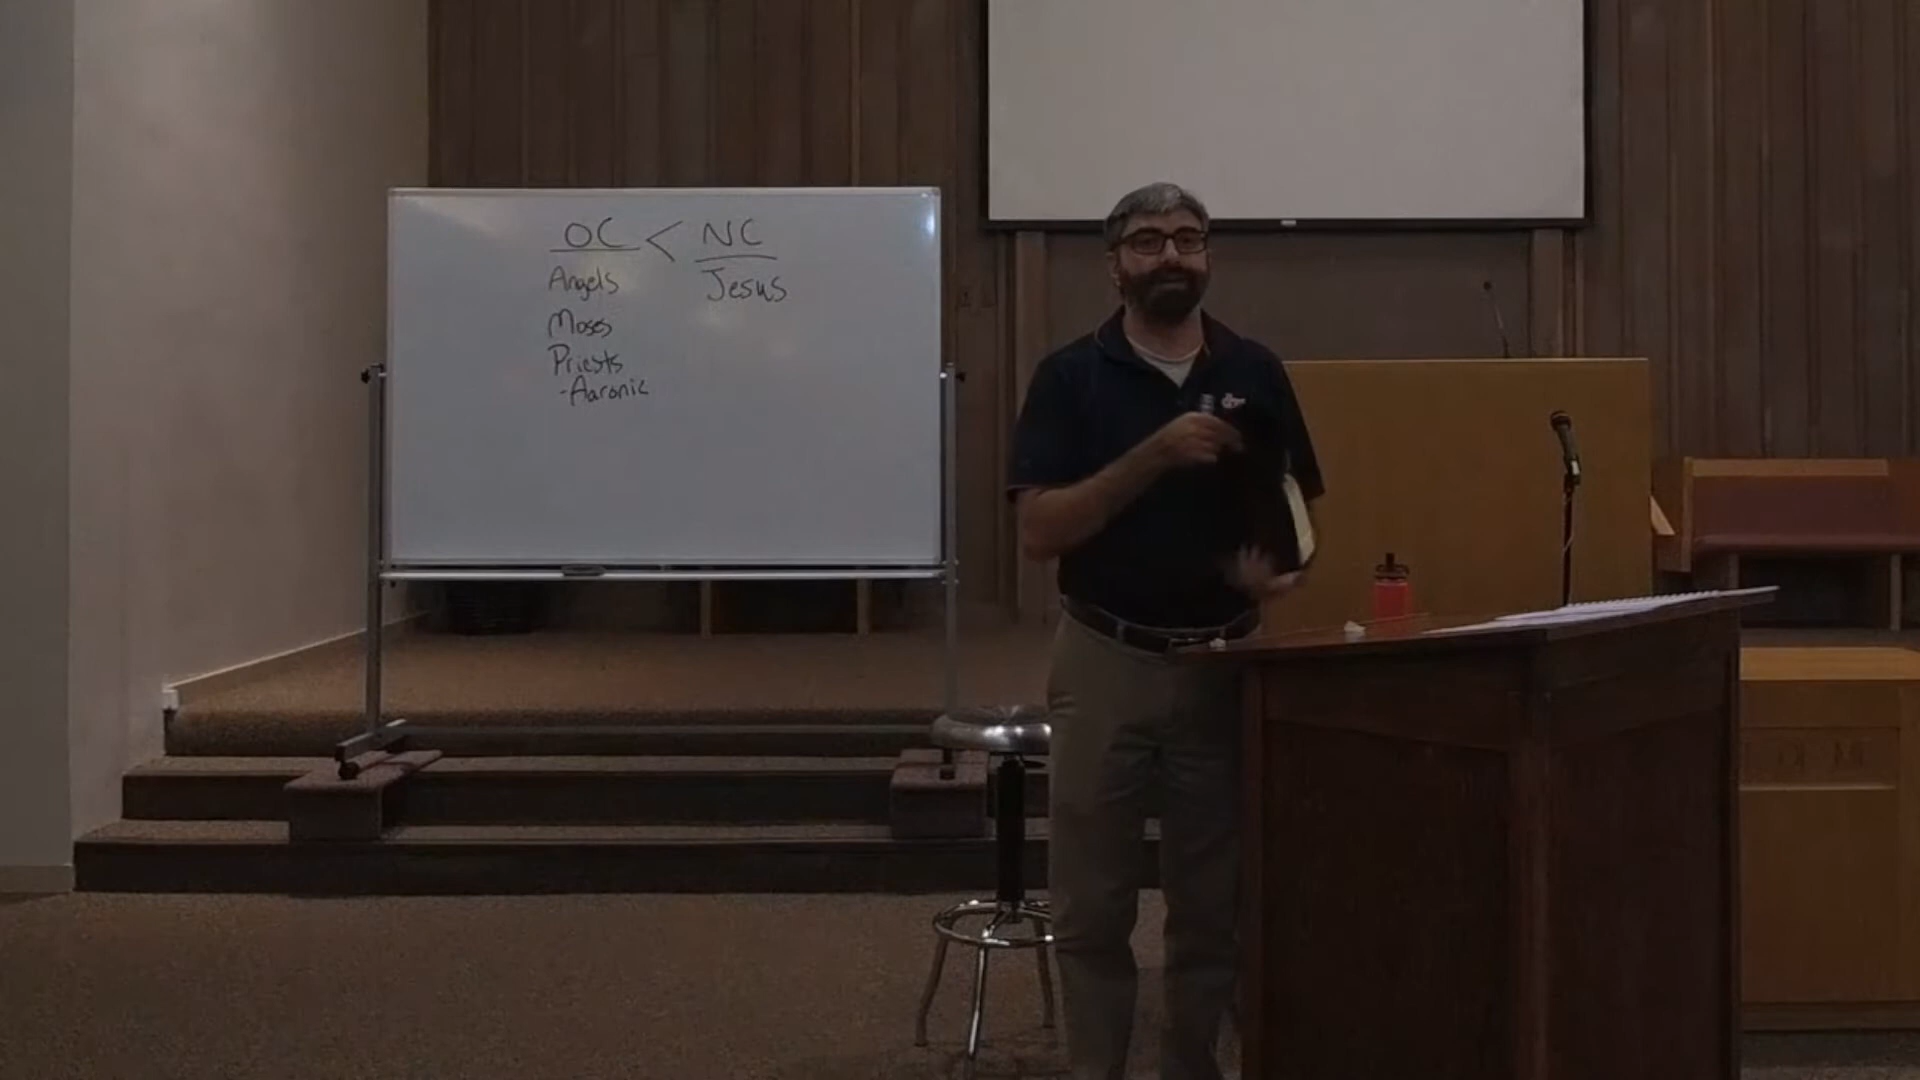 OC < NC
Angels Jesus
Moses
Priests
-Aaronic